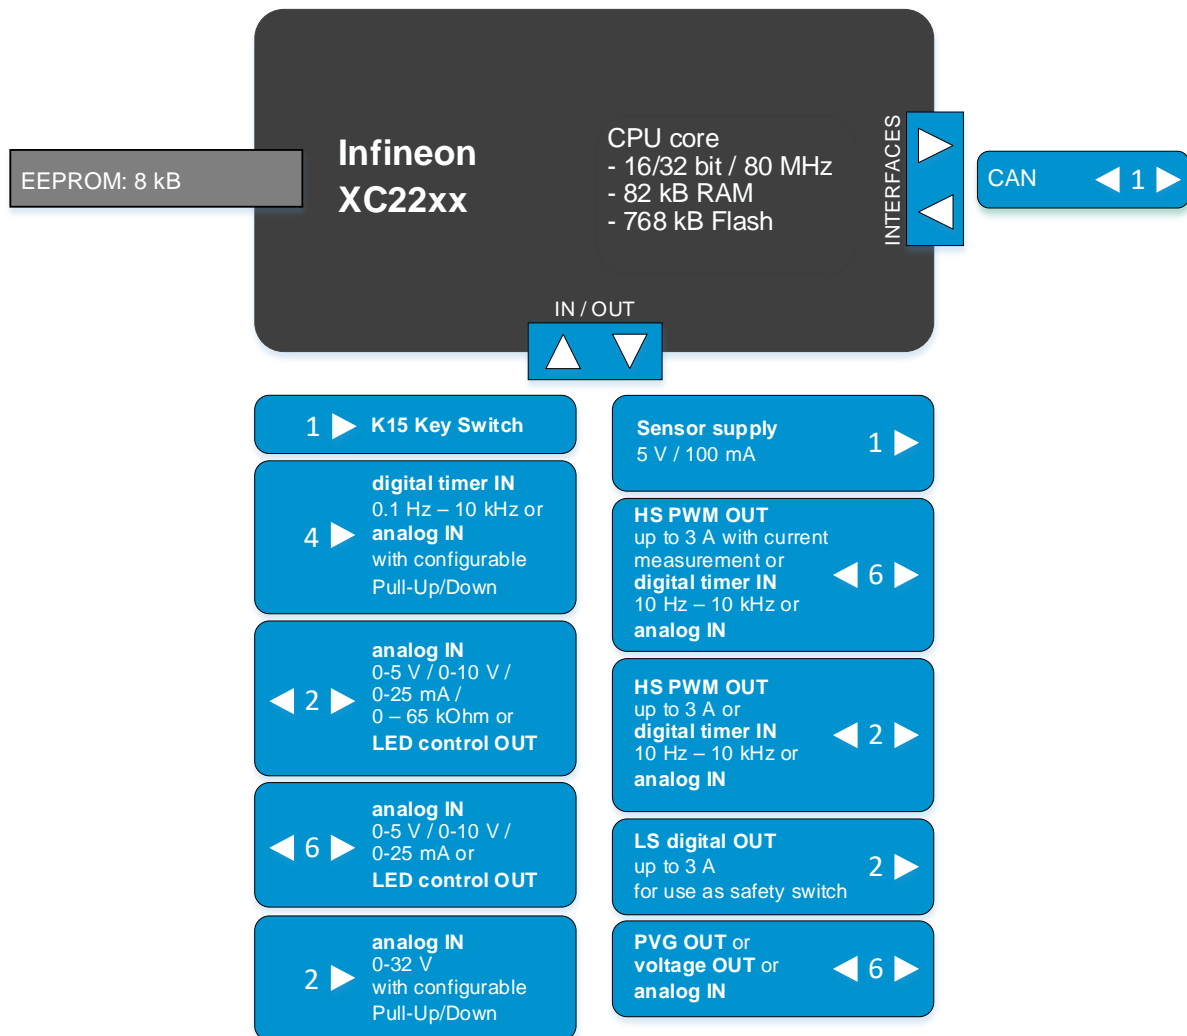 Infineon
XC22xx
CPU core
- 16/32 bit / 80 MHz
- 82 kB RAM
- 768 kB Flash
EEPROM: 8 kB
INTERFACES
CAN 1
IN / OUT
1 K15 Key Switch
4
digital timer IN
0.1 Hz – 10 kHz or
analog IN
with configurable
Pull-Up/Down
2
analog IN
0-5 V / 0-10 V /
0-25 mA /
0 – 65 kOhm or
LED control OUT
6
analog IN
0-5 V / 0-10 V /
0-25 mA or
LED control OUT
2
analog IN
0-32 V
with configurable
Pull-Up/Down
Sensor supply
5 V / 100 mA
1
HS PWM OUT
up to 3 A with current
measurement or
digital timer IN
10 Hz – 10 kHz or
analog IN
6
HS PWM OUT
up to 3 A or
digital timer IN
10 Hz – 10 kHz or
analog IN
2
LS digital OUT
up to 3 A
for use as safety switch
2
PVG OUT or
voltage OUT or
analog IN
6